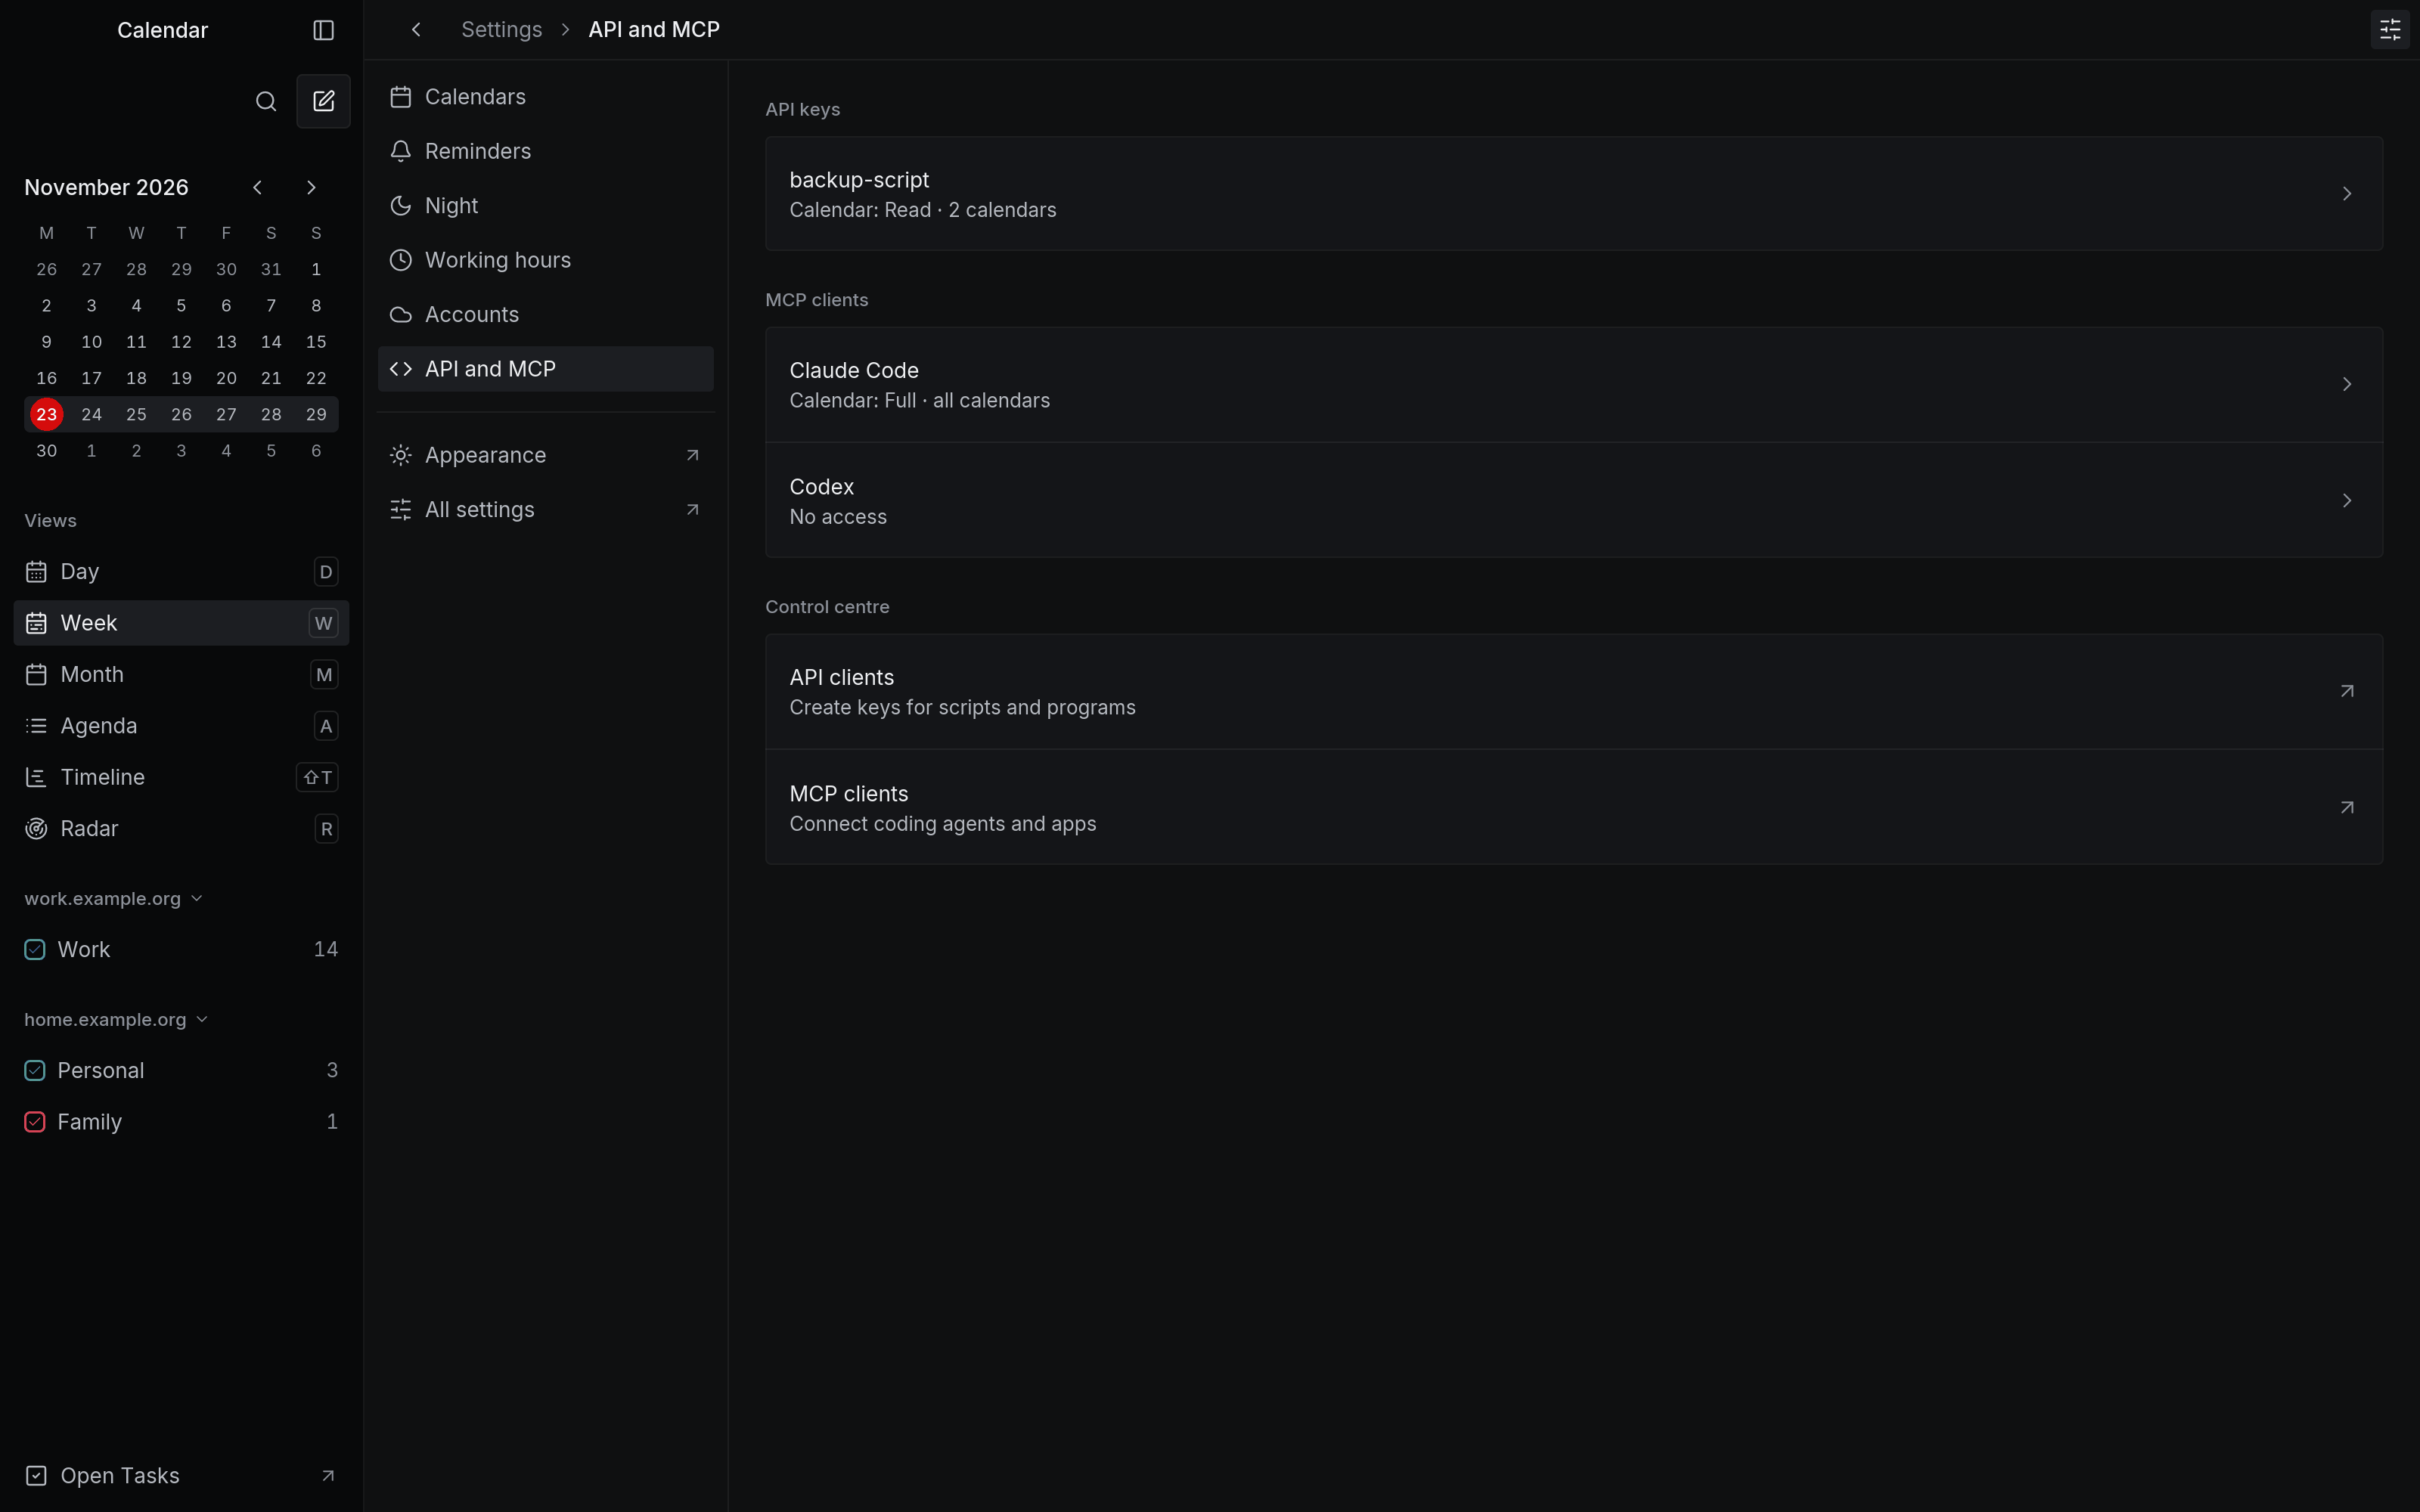 Calendar
November 2026
M T W T F S S
26 27 28 29 30 31 1
2 3 4 5 6 7 8
9 10 11 12 13 14 15
16 17 18 19 20 21 22
23 24 25 26 27 28 29
30 1 2 3 4 5 6
Views
Day D
Week W
Month M
Agenda A
Timeline ⇧T
Radar R
work.example.org
Work 14
home.example.org
Personal 3
Family 1
Open Tasks
Settings > API and MCP
Calendars
Reminders
Night
Working hours
Accounts
API and MCP
Appearance
All settings
API keys
backup-script
Calendar: Read · 2 calendars
MCP clients
Claude Code
Calendar: Full · all calendars
Codex
No access
Control centre
API clients
Create keys for scripts and programs
MCP clients
Connect coding agents and apps